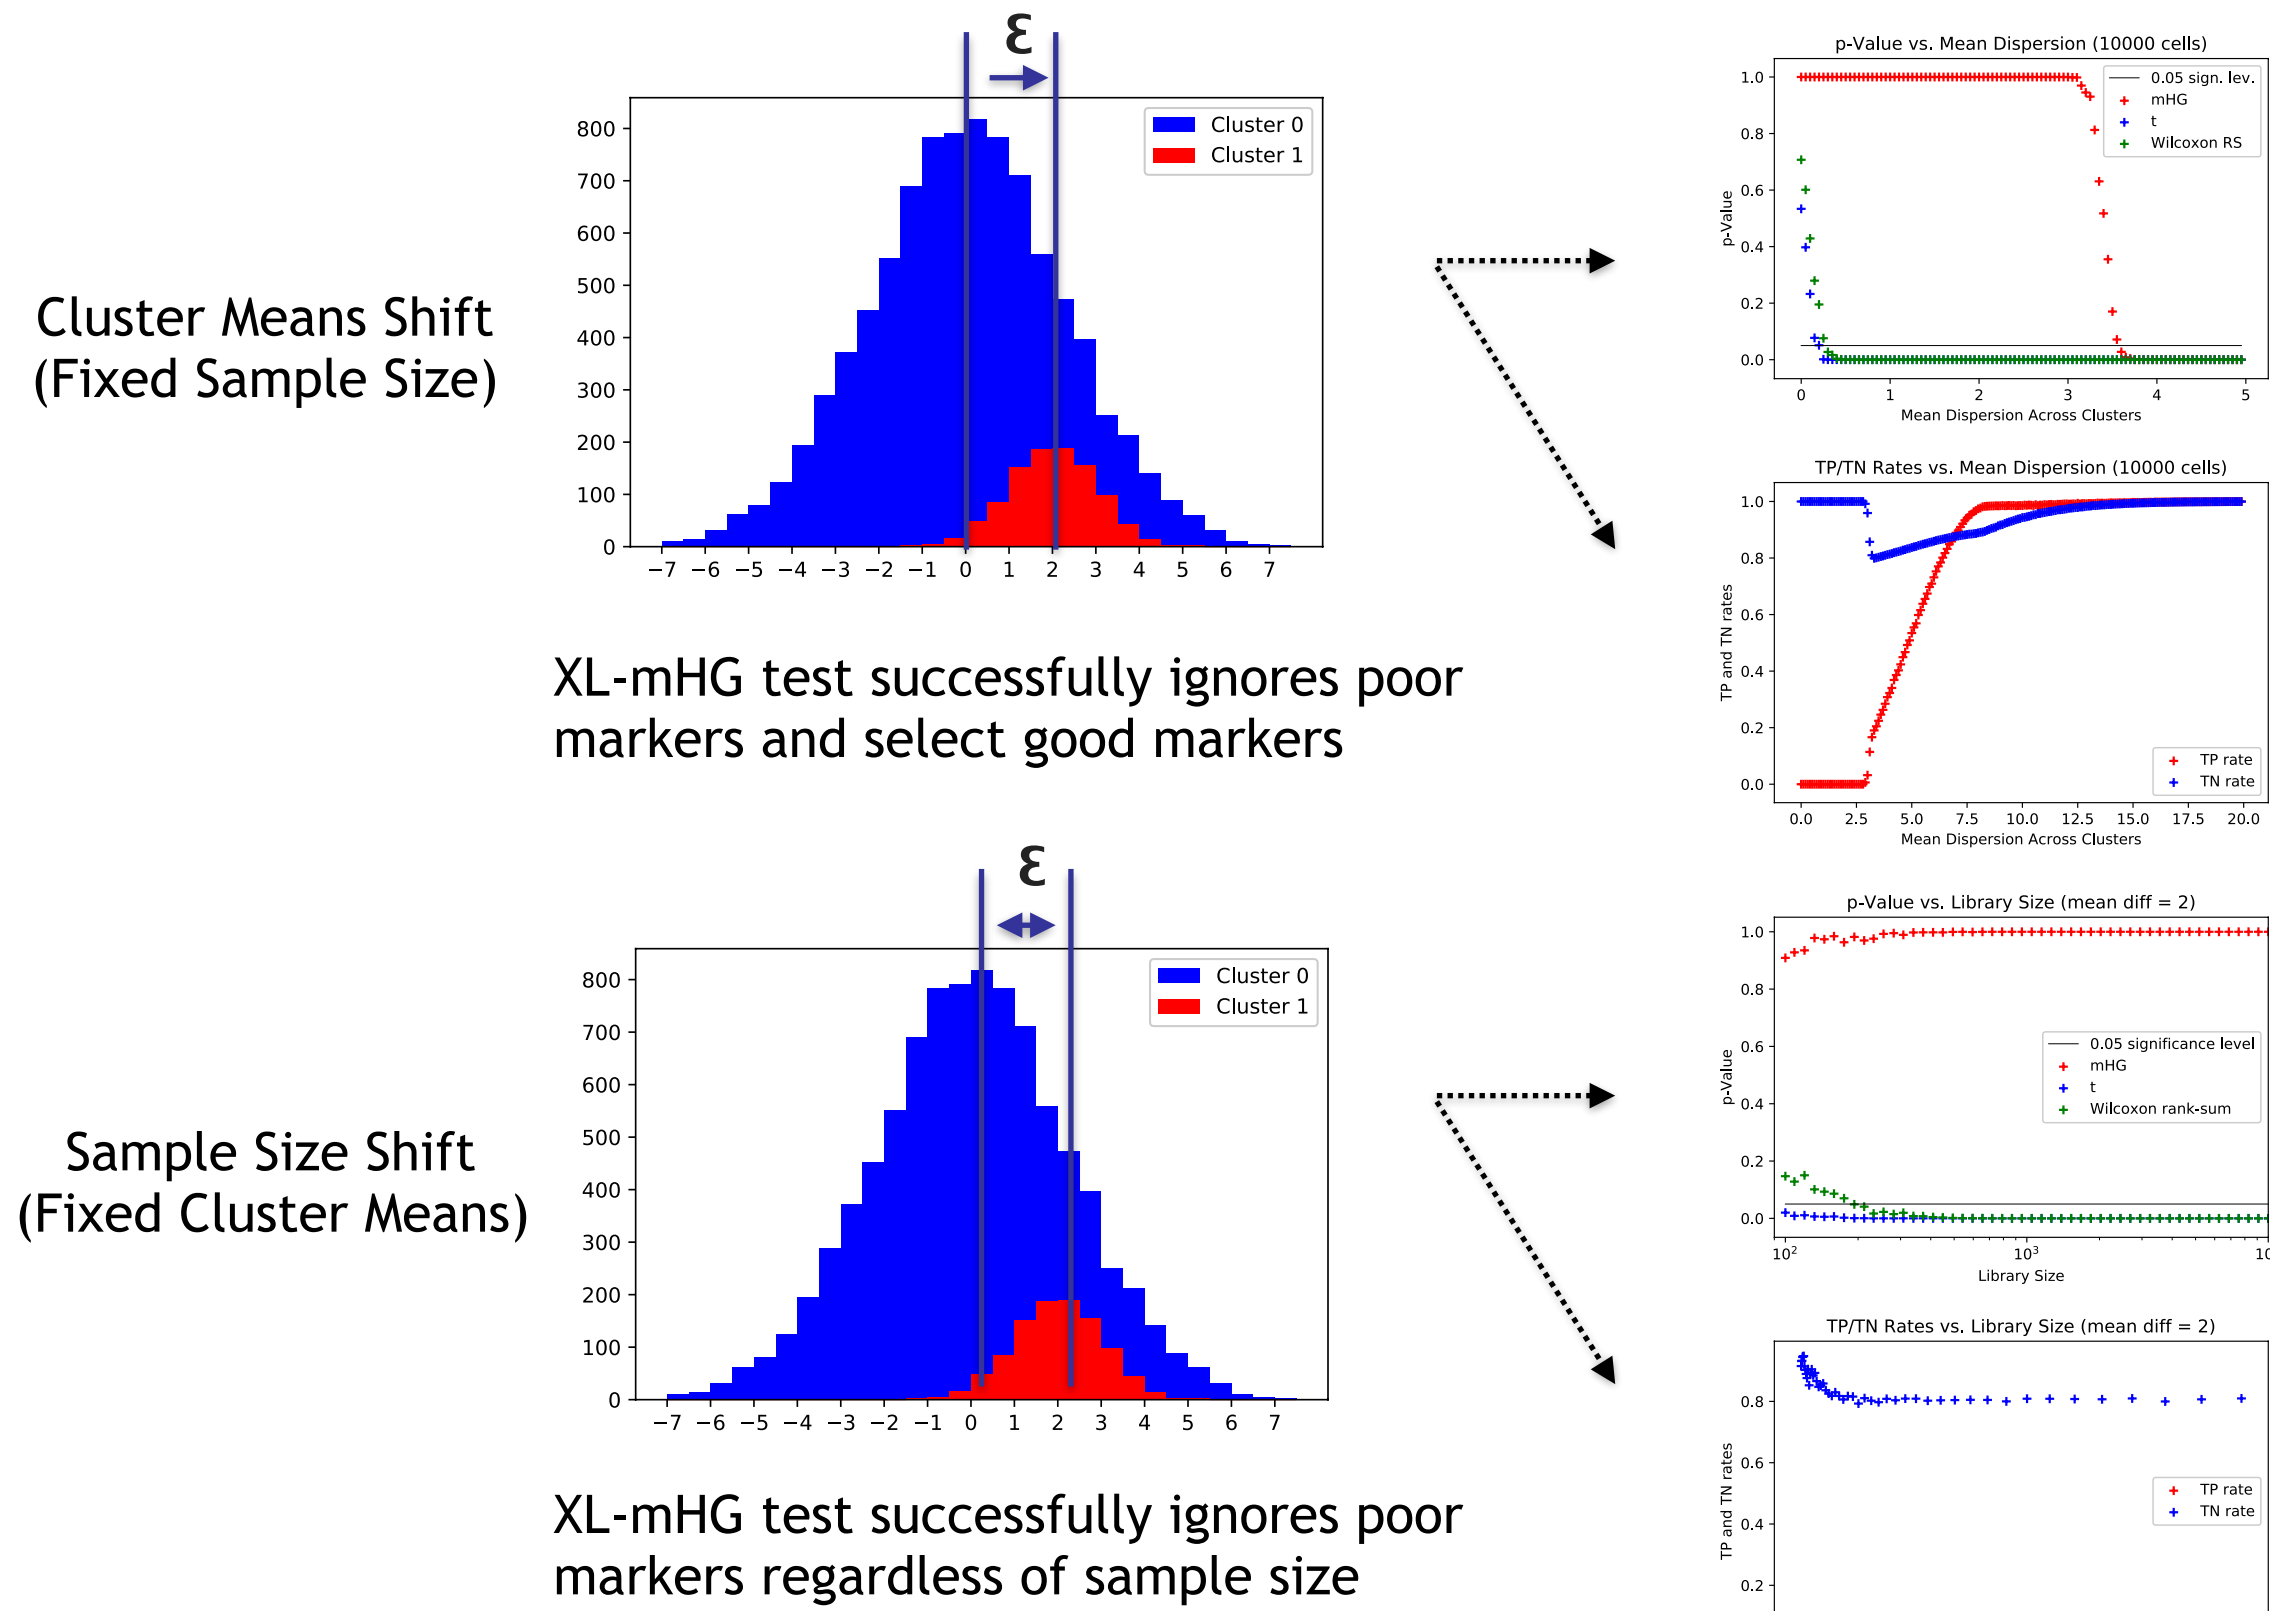 ε
Cluster Means Shift
(Fixed Sample Size)
800
700
600
500
400
300
200
100
0
−7 −6 −5 −4 −3 −2 −1 0 1 2 3 4 5 6 7
Cluster 0
Cluster 1
XL-mHG test successfully ignores poor
markers and select good markers
p-Value vs. Mean Dispersion (10000 cells)
p-Value
1.0
0.8
0.6
0.4
0.2
0.0
0.05 sign. lev.
mHG
t
Wilcoxon RS
0 1 2 3 4 5
Mean Dispersion Across Clusters
TP/TN Rates vs. Mean Dispersion (10000 cells)
TP and TN rates
1.0
0.8
0.6
0.4
0.2
0.0
TP rate
TN rate
0.0 2.5 5.0 7.5 10.0 12.5 15.0 17.5 20.0
Mean Dispersion Across Clusters
ε
Sample Size Shift
(Fixed Cluster Means)
800
700
600
500
400
300
200
100
0
−7 −6 −5 −4 −3 −2 −1 0 1 2 3 4 5 6 7
Cluster 0
Cluster 1
XL-mHG test successfully ignores poor
markers regardless of sample size
p-Value vs. Library Size (mean diff = 2)
p-Value
1.0
0.8
0.6
0.4
0.2
0.0
0.05 significance level
mHG
t
Wilcoxon rank-sum
10² 10³ 10
Library Size
TP/TN Rates vs. Library Size (mean diff = 2)
TP and TN rates
0.8
0.6
0.4
0.2
TP rate
TN rate